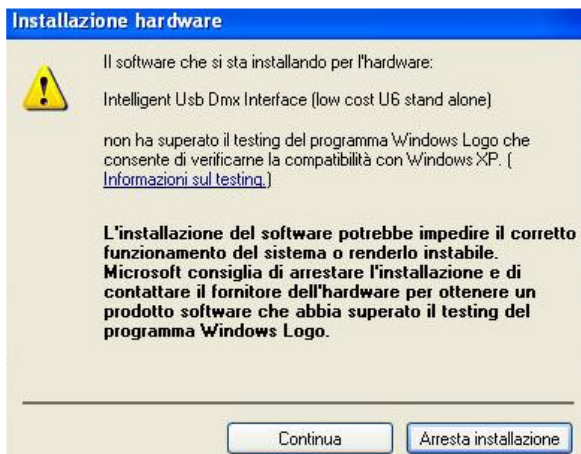 Installazione hardware
Il software che si sta installando per l'hardware:
Intelligent Usb Dmx Interface (low cost U6 stand alone)
non ha superato il testing del programma Windows Logo che
consente di verificarne la compatibilità con Windows XP. (
Informazioni sul testing.)
L'installazione del software potrebbe impedire il corretto
funzionamento del sistema o renderlo instabile.
Microsoft consiglia di arrestare l'installazione e di
contattare il fornitore dell'hardware per ottenere un
prodotto software che abbia superato il testing del
programma Windows Logo.
Continua
Arresta installazione